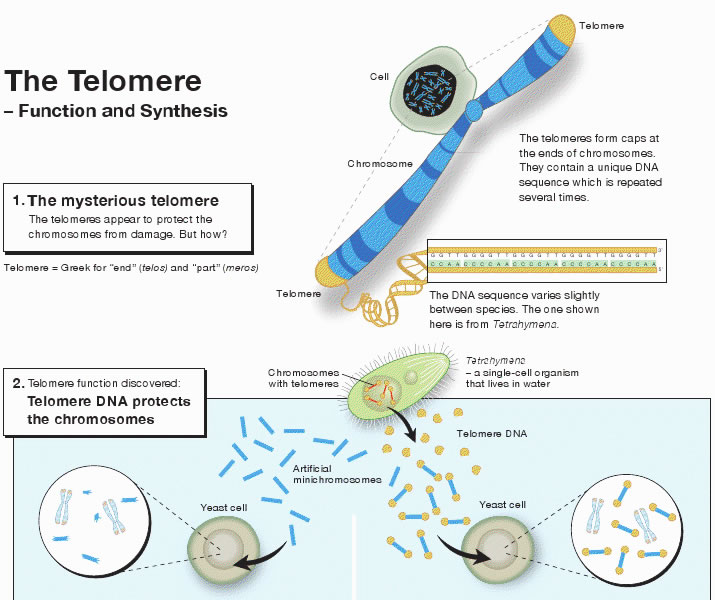 Telomere
Cell
The Telomere
– Function and Synthesis
The telomeres form caps at
the ends of chromosomes.
They contain a unique DNA
sequence which is repeated
several times.
Chromosome
1. The mysterious telomere
The telomeres appear to protect the
chromosomes from damage. But how?
Telomere = Greek for "end" (telos) and "part" (meros)
3'
G G T T G G G G T T G G G G T T G G G G T T G G G G T T
C C A A C C C C A A C C C C A A C C C C A A C C C C A A
5'
Telomere
The DNA sequence varies slightly
between species. The one shown
here is from Tetrahymena.
2. Telomere function discovered:
Telomere DNA protects
the chromosomes
Chromosomes
with telomeres
Tetrahymena
– a single-cell organism
that lives in water
Telomere DNA
Artificial
minichromosomes
Yeast cell
Yeast cell